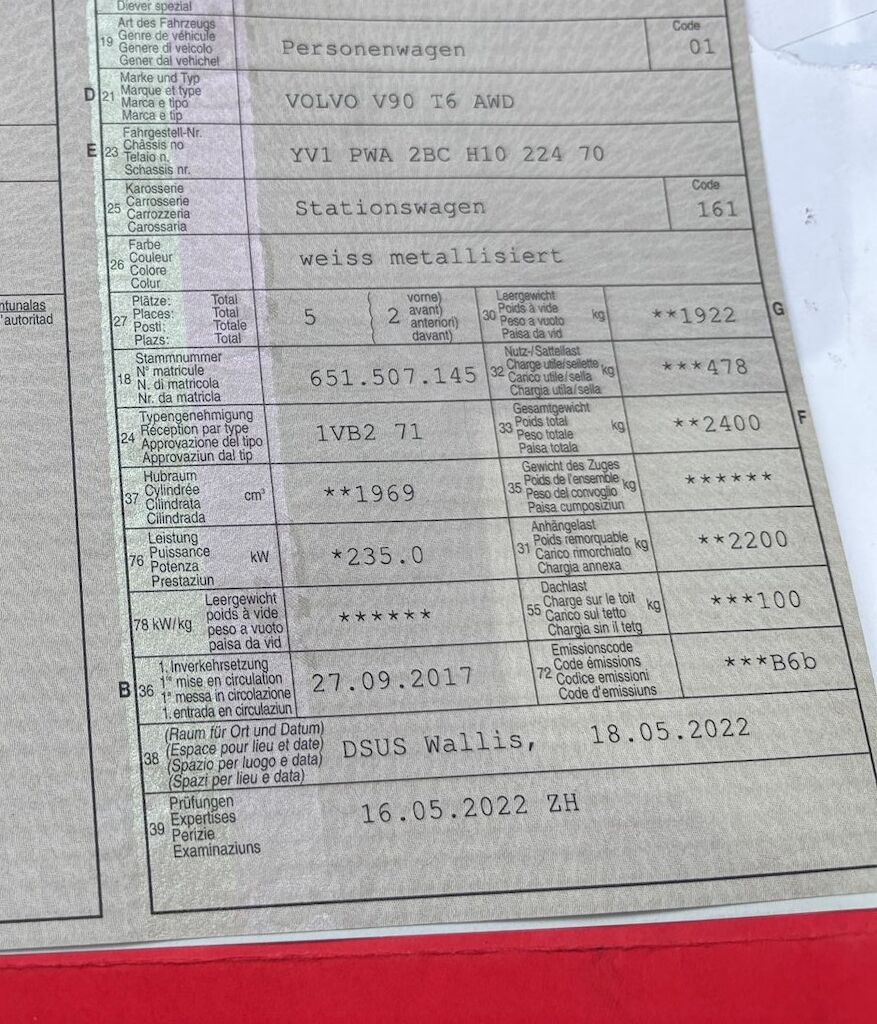 Diever spezial
19 Art des Fahrzeugs
Genre de véhicule
Genere di veicolo
Gener dal vehichel
Personenwagen
Code
01
D 21 Marke und Typ
Marque et type
Marca e tipo
Marca e tip
VOLVO V90 T6 AWD
E 23 Fahrgestell-Nr.
Châssis no
Telaio n.
Schassis nr.
YV1 PWA 2BC H10 224 70
25 Karosserie
Carrosserie
Carrozzeria
Carossaria
Stationswagen
Code
161
26 Farbe
Couleur
Colore
Colur
weiss metallisiert
ntunalas
'autoritad
27 Plätze: Total
Places: Total
Posti: Totale
Plazs: Total
5
( 2 vorne)
avant)
anteriori)
davant)
30 Leergewicht
Poids à vide
Peso a vuoto
Paisa da vid
kg
**1922
G
18 Stammnummer
N° matricule
N. di matricola
Nr. da matricla
651.507.145
32 Nutz-/Sattellast
Charge utile/sellette
Carico utile/sella
Chargia utila/sella
kg
***478
24 Typengenehmigung
Réception par type
Approvazione del tipo
Approvaziun dal tip
1VB2 71
33 Gesamtgewicht
Poids total
Peso totale
Paisa totala
kg
**2400
F
37 Hubraum
Cylindrée
Cilindrata
Cilindrada
cm³
**1969
35 Gewicht des Zuges
Poids de l'ensemble
Peso del convoglio
Paisa cumposiziun
kg
******
76 Leistung
Puissance
Potenza
Prestaziun
kW
*235.0
31 Anhängelast
Poids remorquable
Carico rimorchiato
Chargia annexa
kg
**2200
78 kW/kg
Leergewicht
poids à vide
peso a vuoto
paisa da vid
******
55 Dachlast
Charge sur le toit
Carico sul tetto
Chargia sin il tetg
kg
***100
B 36 1. Inverkehrsetzung
1re mise en circulation
1a messa in circolazione
1. entrada en circulaziun
27.09.2017
72 Emissionscode
Code émissions
Codice emissioni
Code d'emissiuns
***B6b
38 (Raum für Ort und Datum)
(Espace pour lieu et date)
(Spazio per luogo e data)
(Spazi per lieu e data)
DSUS Wallis, 18.05.2022
39 Prüfungen
Expertises
Perizie
Examinaziuns
16.05.2022 ZH